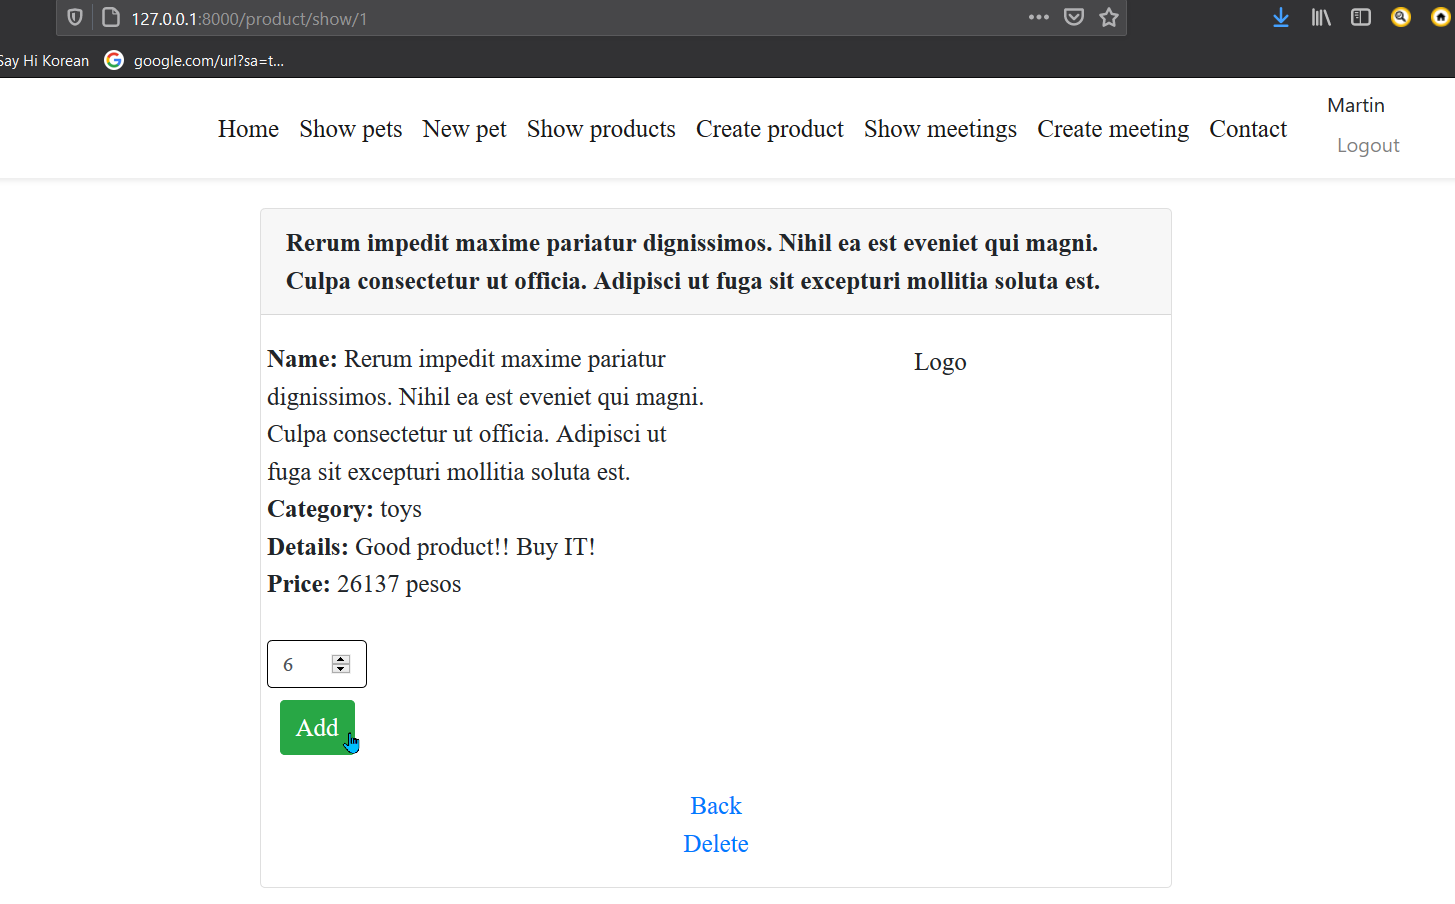 127.0.0.1:8000/product/show/1
Say Hi Korean google.com/url?sa=t...
Home Show pets New pet Show products Create product Show meetings Create meeting Contact
Martin
Logout
Rerum impedit maxime pariatur dignissimos. Nihil ea est eveniet qui magni.
Culpa consectetur ut officia. Adipisci ut fuga sit excepturi mollitia soluta est.
Name: Rerum impedit maxime pariatur
dignissimos. Nihil ea est eveniet qui magni.
Culpa consectetur ut officia. Adipisci ut
fuga sit excepturi mollitia soluta est.
Category: toys
Details: Good product!! Buy IT!
Price: 26137 pesos
Logo
6
Add
Back
Delete